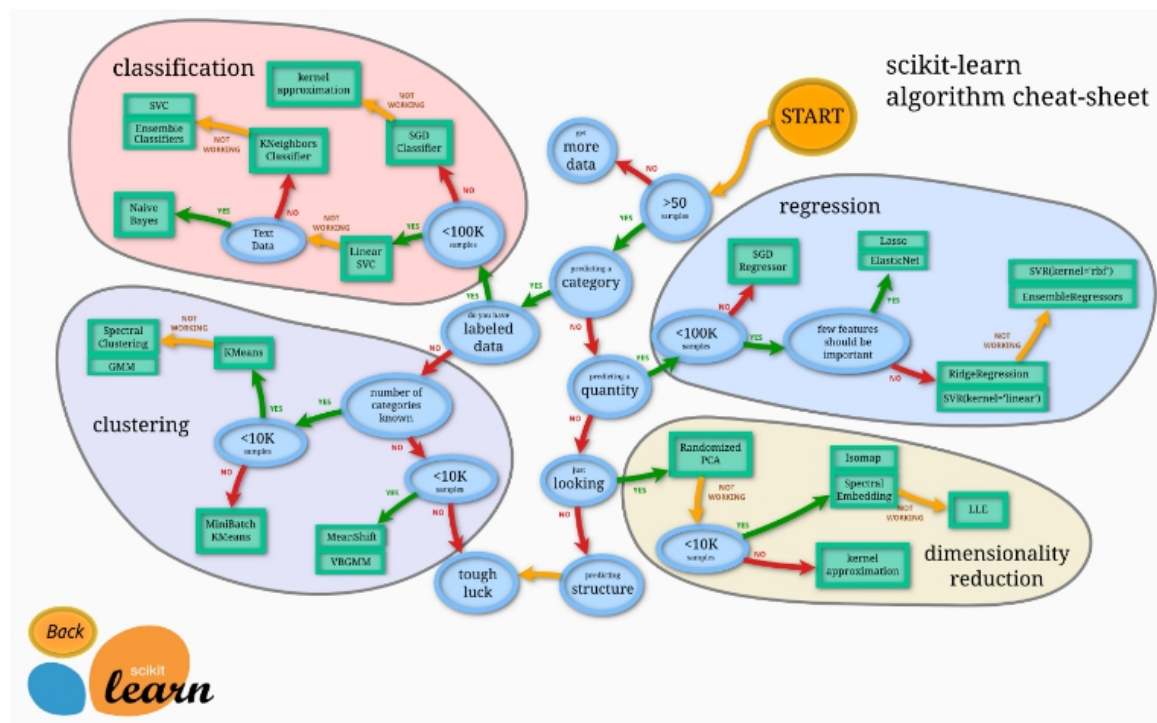 scikit-learn
algorithm cheat-sheet
START
classification
kernel
approximation
NOT
WORKING
SVC
Ensemble
Classifiers
NOT
WORKING
KNeighbors
Classifier
SGD
Classifier
NO
NO
Naive
Bayes
YES
Text
Data
NOT
WORKING
Linear
SVC
YES
<100K
samples
YES
get
more
data
NO
>50
samples
YES
predicting a
category
YES
NO
do you have
labeled
data
NO
predicting a
quantity
YES
NO
just
looking
YES
NO
predicting
structure
tough
luck
regression
SGD
Regressor
NO
<100K
samples
YES
few features
should be
important
YES
Lasso
ElasticNet
NO
RidgeRegression
SVR(kernel='linear')
NOT
WORKING
SVR(kernel='rbf')
EnsembleRegressors
clustering
Spectral
Clustering
GMM
NOT
WORKING
KMeans
YES
<10K
samples
YES
number of
categories
known
NO
NO
MiniBatch
KMeans
<10K
samples
YES
NO
MeanShift
VBGMM
dimensionality
reduction
Randomized
PCA
NOT
WORKING
<10K
samples
YES
NO
Isomap
Spectral
Embedding
NOT
WORKING
LLE
kernel
approximation
Back
scikit
learn